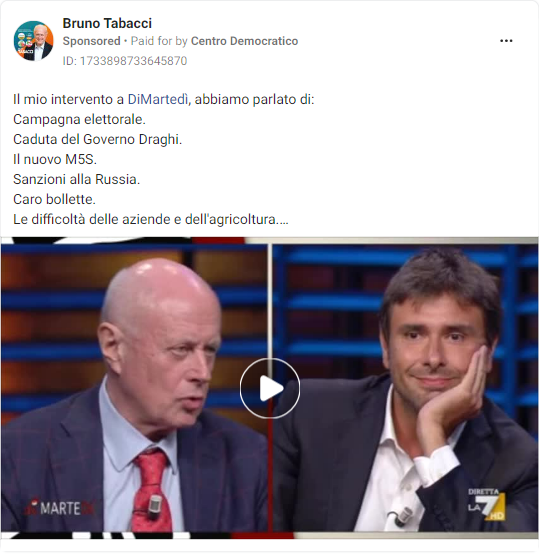 Bruno Tabacci
Sponsored • Paid for by Centro Democratico
ID: 1733898733645870
Il mio intervento a DiMartedì, abbiamo parlato di:
Campagna elettorale.
Caduta del Governo Draghi.
Il nuovo M5S.
Sanzioni alla Russia.
Caro bollette.
Le difficoltà delle aziende e dell'agricoltura....
MARTE
DIRETTA
LA 7 HD